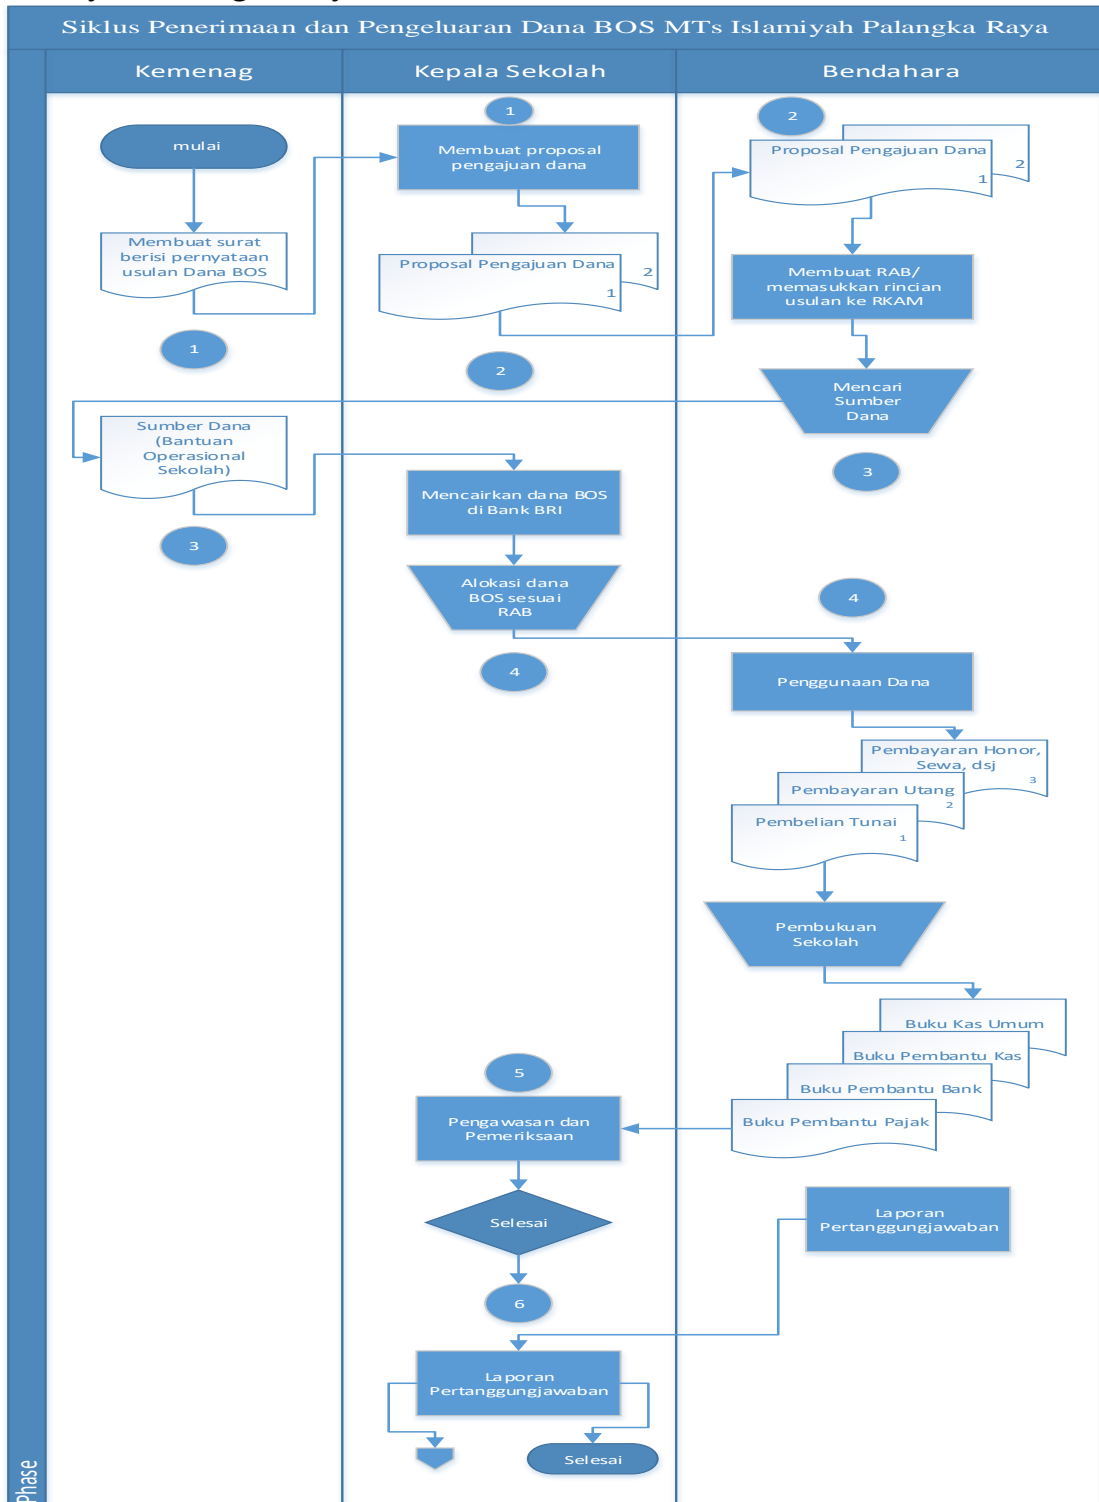 Siklus Penerimaan dan Pengeluaran Dana BOS MTs Islamiyah Palangka Raya
Kemenag
Kepala Sekolah
Bendahara
mulai
Membuat surat
berisi pernyataan
usulan Dana BOS
1
1
Membuat proposal
pengajuan dana
Proposal Pengajuan Dana
1
2
2
2
Proposal Pengajuan Dana
1
2
Membuat RAB/
memasukkan rincian
usulan ke RKAM
Mencari
Sumber
Dana
3
Sumber Dana
(Bantuan
Operasional
Sekolah)
3
Mencairkan dana BOS
di Bank BRI
Alokasi dana
BOS sesuai
RAB
4
4
Penggunaan Dana
Pembayaran Honor,
Sewa, dsj
3
Pembayaran Utang
2
Pembelian Tunai
1
Pembukuan
Sekolah
Buku Kas Umum
Buku Pembantu Kas
Buku Pembantu Bank
Buku Pembantu Pajak
5
Pengawasan dan
Pemeriksaan
Selesai
Laporan
Pertanggungjawaban
6
Laporan
Pertanggungjawaban
Selesai
Phase